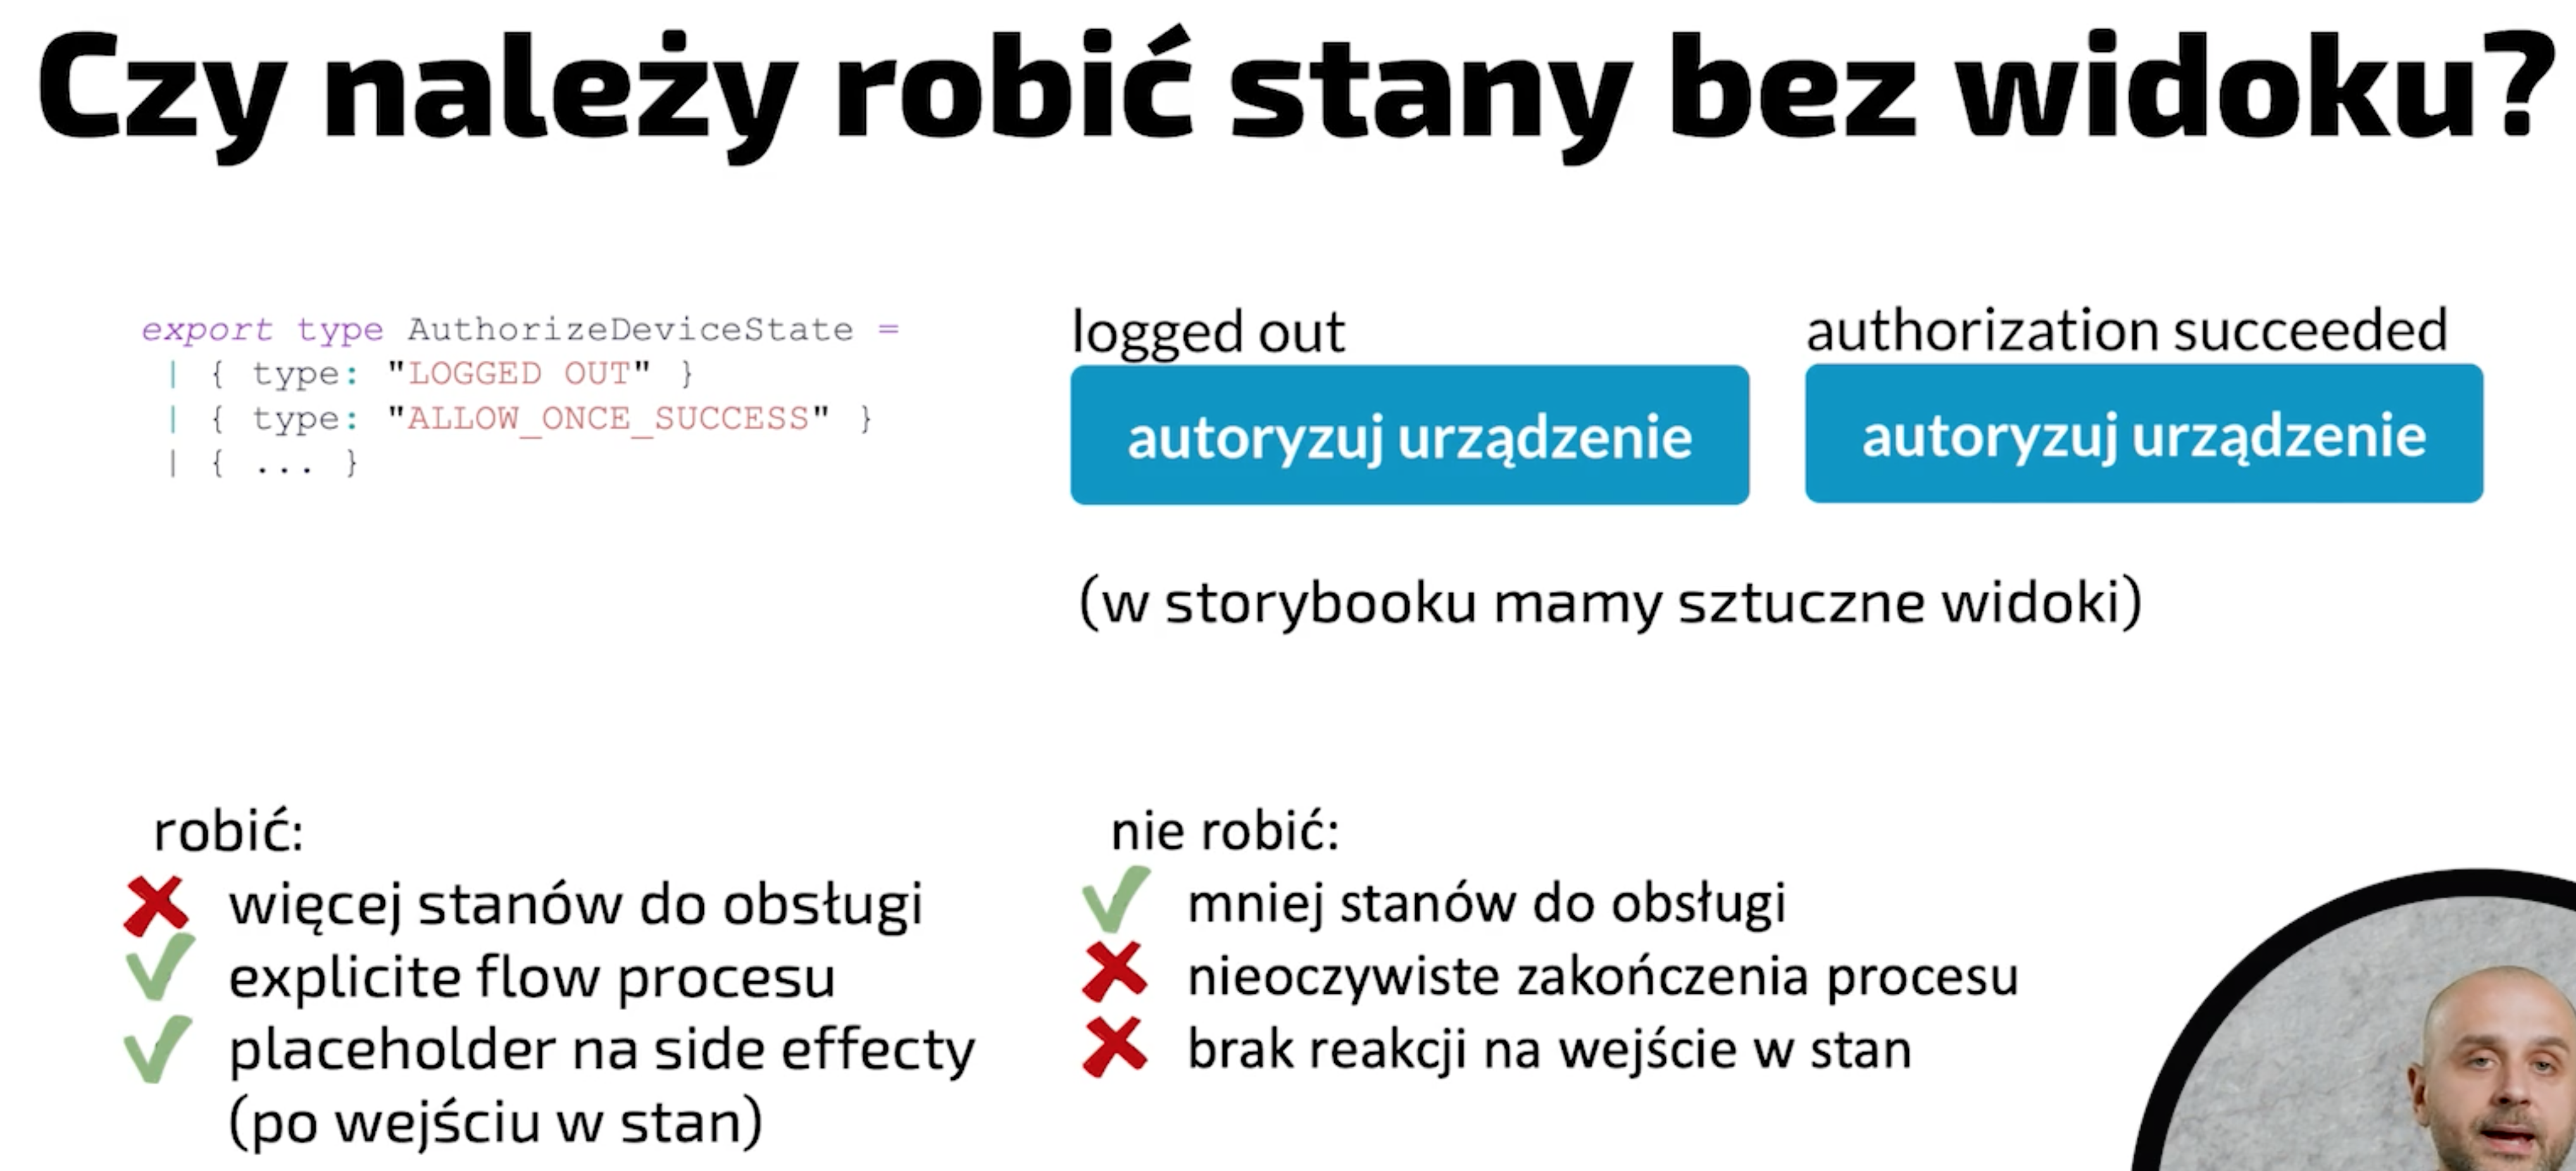 Czy należy robić stany bez widoku?
export type AuthorizeDeviceState =
| { type: "LOGGED OUT" }
| { type: "ALLOW_ONCE_SUCCESS" }
| { ... }
logged out
autoryzuj urządzenie
authorization succeeded
autoryzuj urządzenie
(w storybooku mamy sztuczne widoki)
robić:
więcej stanów do obsługi
explicite flow procesu
placeholder na side effecty
(po wejściu w stan)
nie robić:
mniej stanów do obsługi
nieoczywiste zakończenia procesu
brak reakcji na wejście w stan